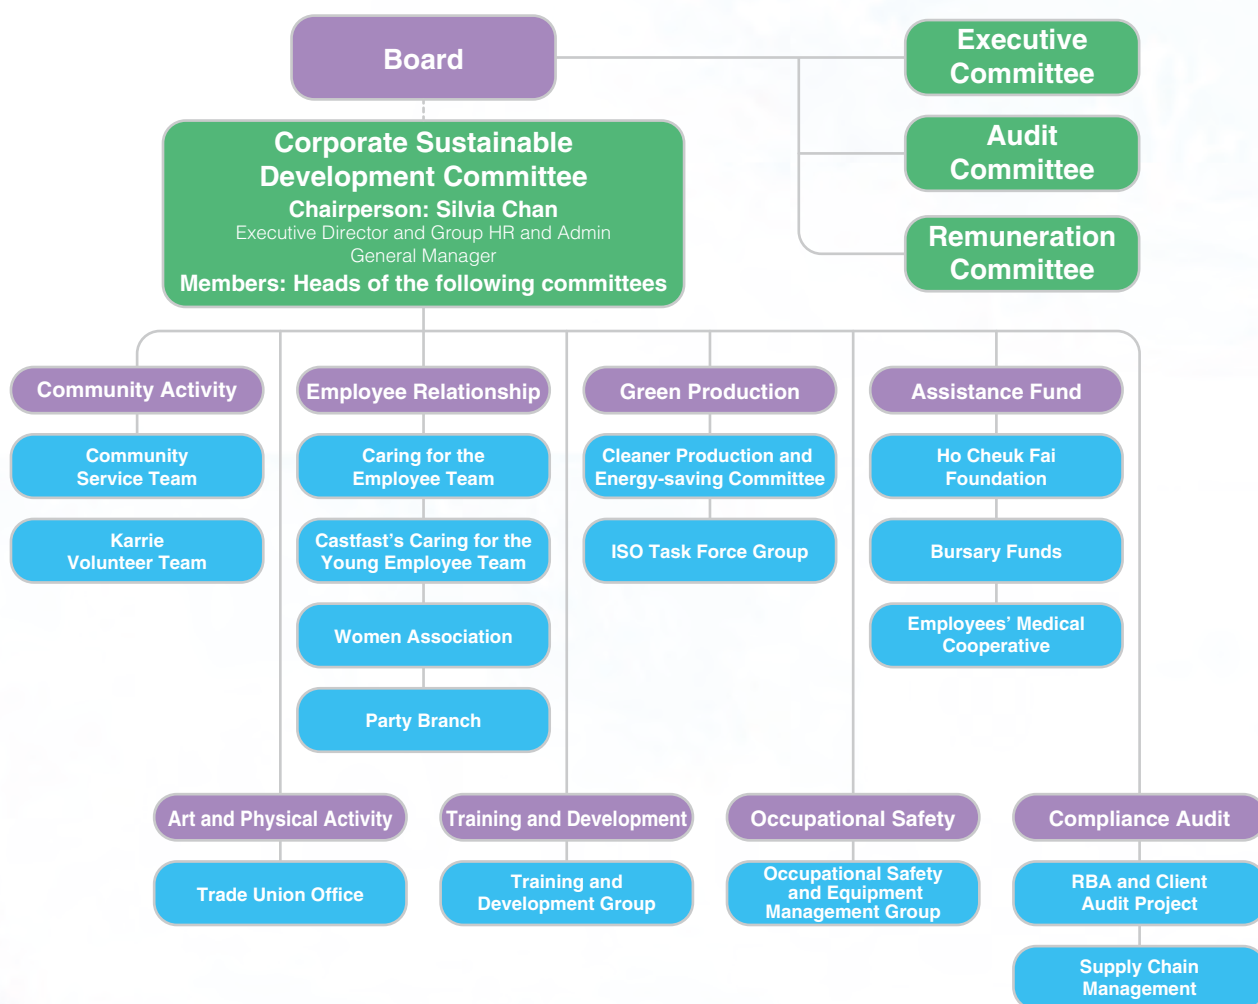 Board
Executive
Committee
Audit
Committee
Remuneration
Committee
Corporate Sustainable
Development Committee
Chairperson: Silvia Chan
Executive Director and Group HR and Admin
General Manager
Members: Heads of the following committees
Community Activity
Community
Service Team
Karrie
Volunteer Team
Employee Relationship
Caring for the
Employee Team
Castfast's Caring for the
Young Employee Team
Women Association
Party Branch
Green Production
Cleaner Production and
Energy-saving Committee
ISO Task Force Group
Assistance Fund
Ho Cheuk Fai
Foundation
Bursary Funds
Employees’ Medical
Cooperative
Art and Physical Activity
Trade Union Office
Training and Development
Training and
Development Group
Occupational Safety
Occupational Safety
and Equipment
Management Group
Compliance Audit
RBA and Client
Audit Project
Supply Chain
Management